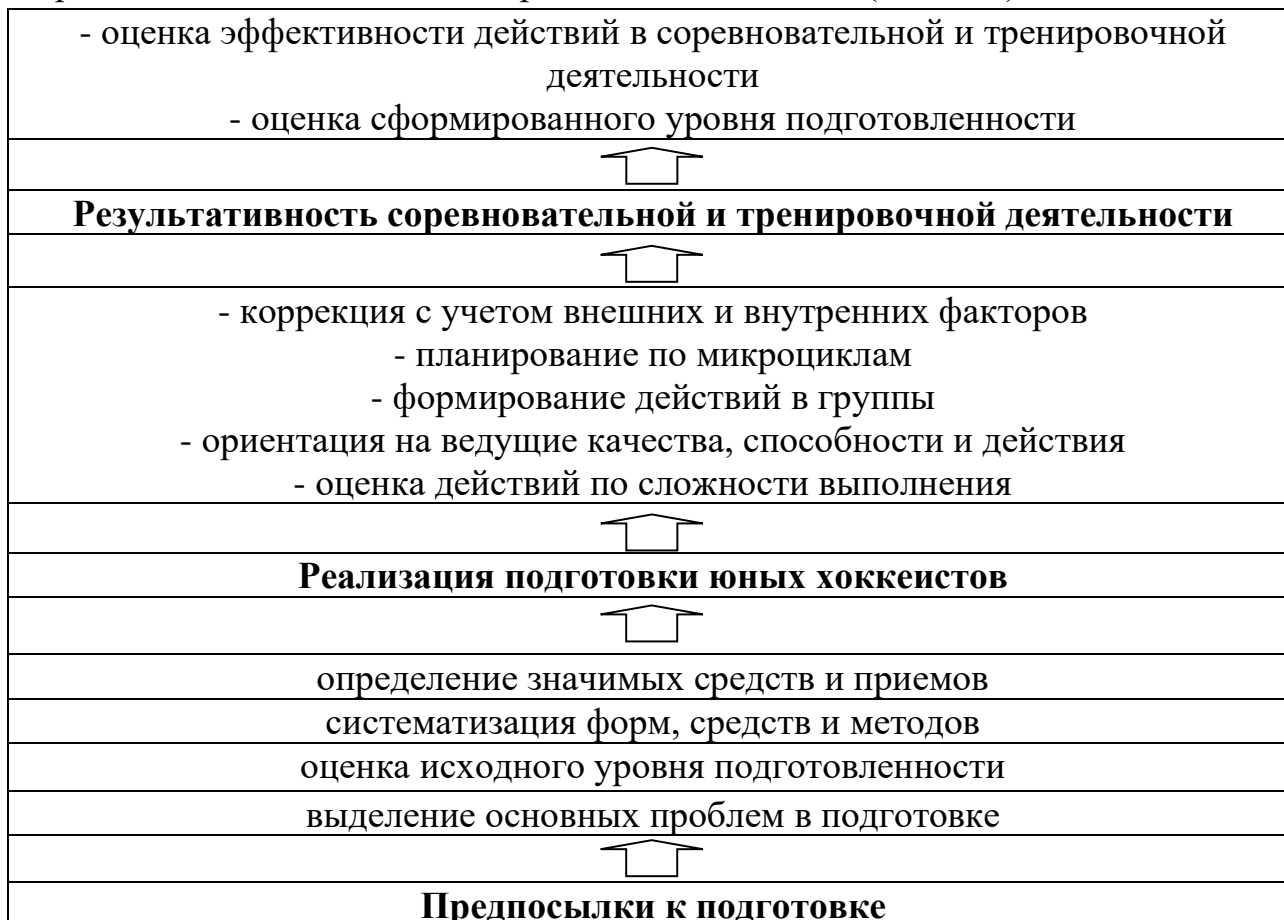 - оценка эффективности действий в соревновательной и тренировочной
деятельности
- оценка сформированного уровня подготовленности
Результативность соревновательной и тренировочной деятельности
- коррекция с учетом внешних и внутренних факторов
- планирование по микроциклам
- формирование действий в группы
- ориентация на ведущие качества, способности и действия
- оценка действий по сложности выполнения
Реализация подготовки юных хоккеистов
определение значимых средств и приемов
систематизация форм, средств и методов
оценка исходного уровня подготовленности
выделение основных проблем в подготовке
Предпосылки к подготовке